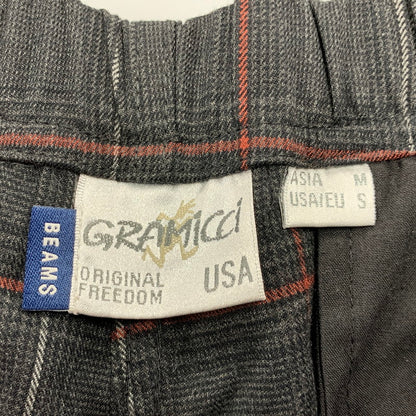 BEAMS
GRAMICCI
ORIGINAL
FREEDOM
USA
ASIA M
USA/EU S